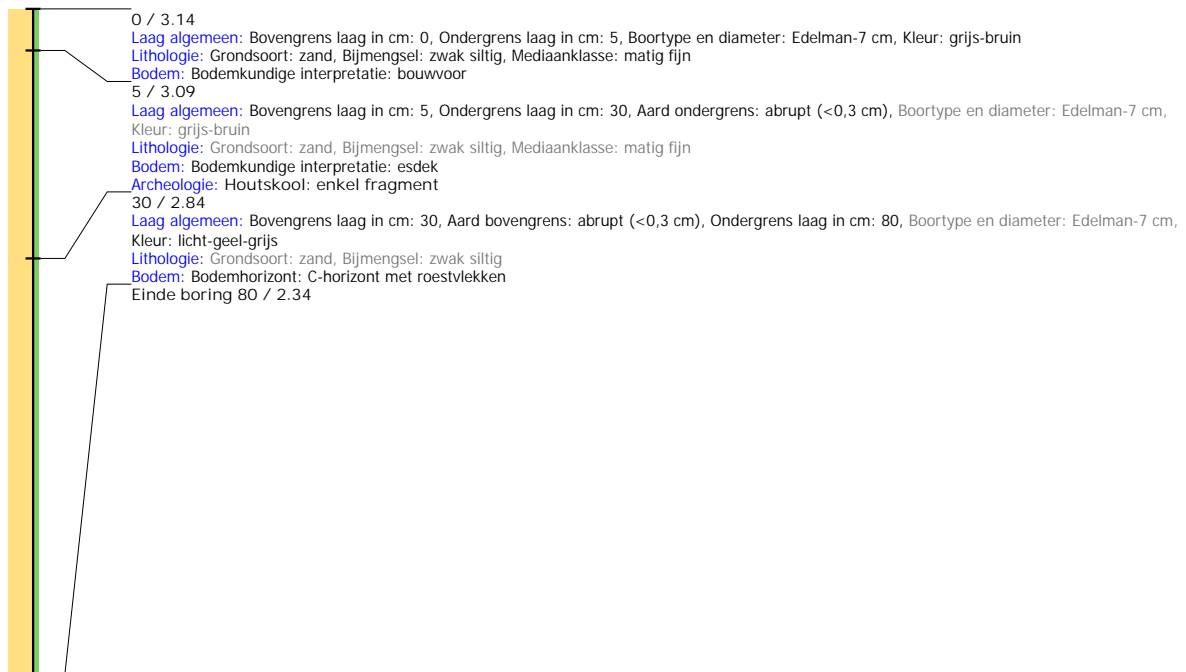 0 / 3.14
Laag algemeen: Bovengrens laag in cm: 0, Ondergrens laag in cm: 5, Boortype en diameter: Edelman-7 cm, Kleur: grijs-bruin
Lithologie: Grondsoort: zand, Bijmengsel: zwak siltig, Mediaanklasse: matig fijn
Bodem: Bodemkundige interpretatie: bouwvoor
5 / 3.09
Laag algemeen: Bovengrens laag in cm: 5, Ondergrens laag in cm: 30, Aard ondergrens: abrupt (<0,3 cm), Boortype en diameter: Edelman-7 cm,
Kleur: grijs-bruin
Lithologie: Grondsoort: zand, Bijmengsel: zwak siltig, Mediaanklasse: matig fijn
Bodem: Bodemkundige interpretatie: esdek
Archeologie: Houtskool: enkel fragment
30 / 2.84
Laag algemeen: Bovengrens laag in cm: 30, Aard bovengrens: abrupt (<0,3 cm), Ondergrens laag in cm: 80, Boortype en diameter: Edelman-7 cm,
Kleur: licht-geel-grijs
Lithologie: Grondsoort: zand, Bijmengsel: zwak siltig
Bodem: Bodemhorizont: C-horizont met roestvlekken
Einde boring 80 / 2.34